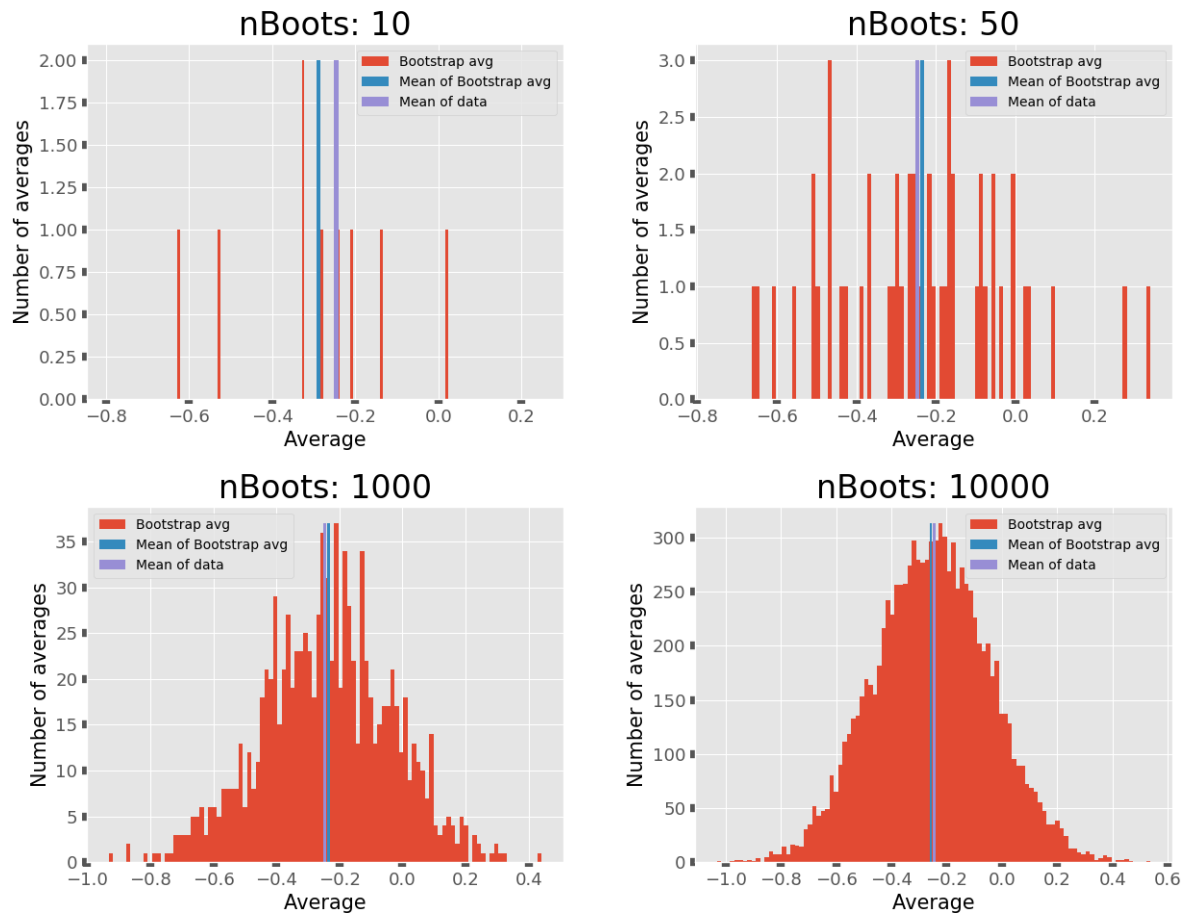 nBoots: 10
2.00
1.75
1.50
1.25
1.00
0.75
0.50
0.25
0.00
Number of averages
Bootstrap avg
Mean of Bootstrap avg
Mean of data
−0.8 −0.6 −0.4 −0.2 0.0 0.2
Average
nBoots: 50
3.0
2.5
2.0
1.5
1.0
0.5
0.0
Number of averages
Bootstrap avg
Mean of Bootstrap avg
Mean of data
−0.8 −0.6 −0.4 −0.2 0.0 0.2
Average
nBoots: 1000
35
30
25
20
15
10
5
0
Number of averages
Bootstrap avg
Mean of Bootstrap avg
Mean of data
−1.0 −0.8 −0.6 −0.4 −0.2 0.0 0.2 0.4
Average
nBoots: 10000
300
250
200
150
100
50
0
Number of averages
Bootstrap avg
Mean of Bootstrap avg
Mean of data
−1.0 −0.8 −0.6 −0.4 −0.2 0.0 0.2 0.4 0.6
Average